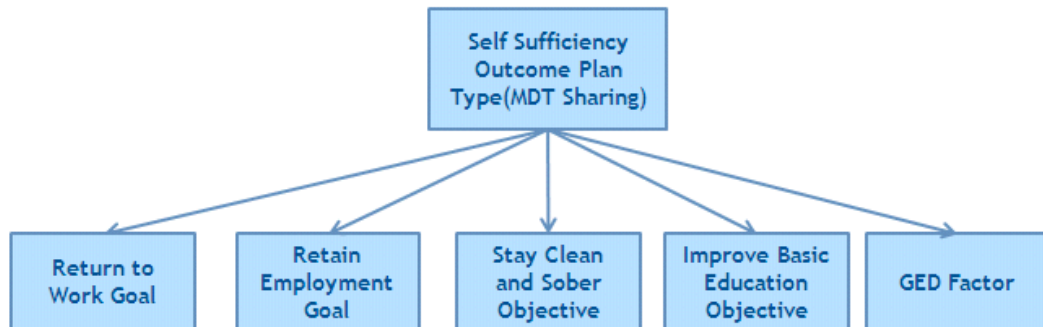 Self Sufficiency
Outcome Plan
Type(MDT Sharing)
Return to
Work Goal
Retain
Employment
Goal
Stay Clean
and Sober
Objective
Improve Basic
Education
Objective
GED Factor